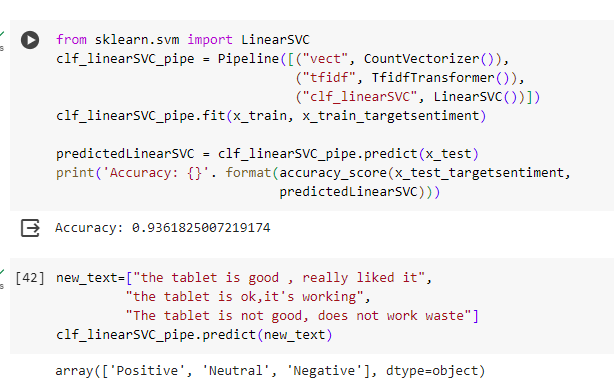 from sklearn.svm import LinearSVC
clf_linearSVC_pipe = Pipeline([("vect", CountVectorizer()),
("tfidf", TfidfTransformer()),
("clf_linearSVC", LinearSVC())])
clf_linearSVC_pipe.fit(x_train, x_train_targetsentiment)
predictedLinearSVC = clf_linearSVC_pipe.predict(x_test)
print('Accuracy: {}'. format(accuracy_score(x_test_targetsentiment,
predictedLinearSVC)))
Accuracy: 0.9361825007219174
[42] new_text=["the tablet is good , really liked it",
"the tablet is ok,it's working",
"The tablet is not good, does not work waste"]
clf_linearSVC_pipe.predict(new_text)
array(['Positive', 'Neutral', 'Negative'], dtype=object)